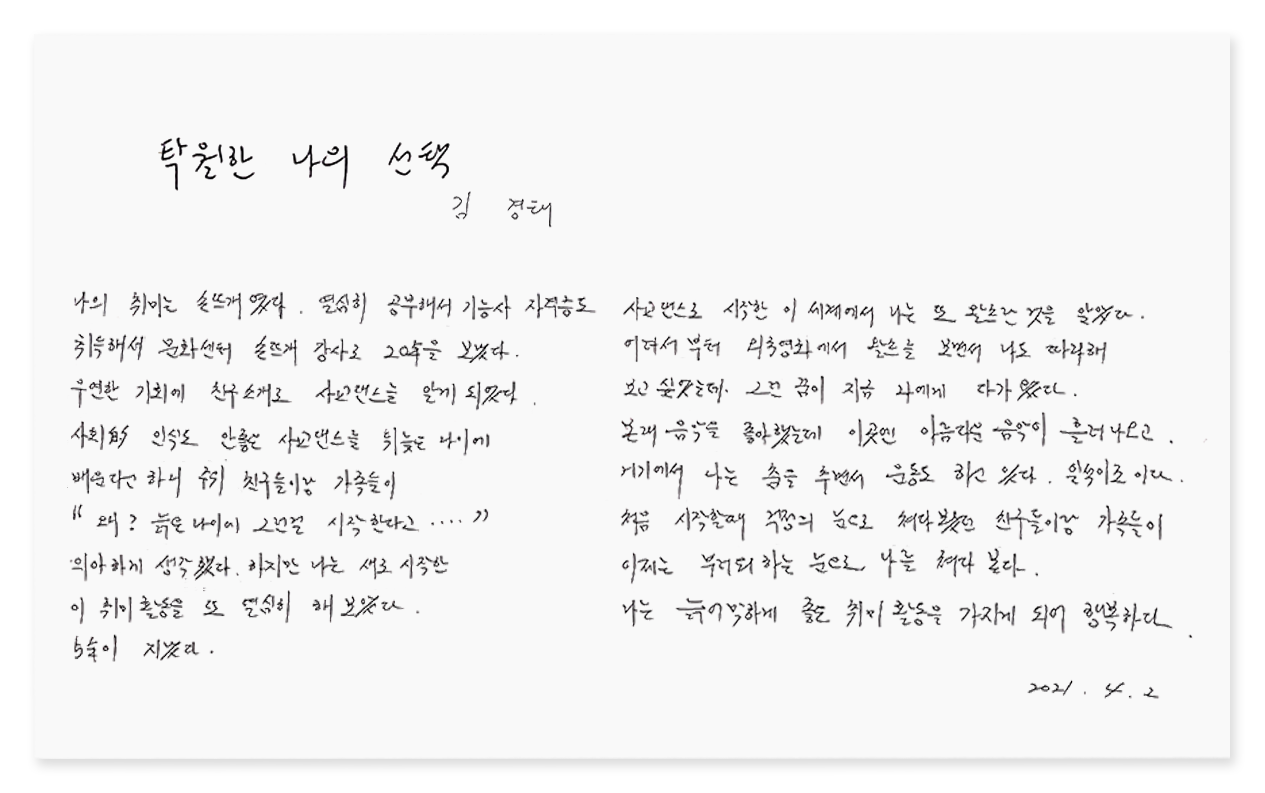 탁월한 나의 선택
김 경태
나의 취미는 손뜨개 였다. 열심히 공부해서 기능사 자격증도
취득해서 문화센터 손뜨개 강사로 20年을 보냈다.
우연한 기회에 친구소개로 사교댄스를 알게 되었다.
사회的 인식도 안좋은 사교댄스를 뒤늦은 나이에
배운다고 하니 주위 친구들이랑 가족들이
“왜? 늙은 나이에 그런걸 시작한다고 ····”
의아하게 생각했다. 하지만 나는 새로 시작한
이 취미활동을 또 열심히 해 보았다.
5年이 지났다.
사교댄스로 시작한 이 세계에서 나는 또 왈츠란 것을 알았다.
어려서부터 외국영화에서 왈츠를 보면서 나도 따라해
보고 싶었는데. 그런 꿈이 지금 나에게 다가 왔다.
본래 음악을 좋아했는데 이곳엔 아름다운 음악이 흘러나오고.
거기에서 나는 춤을 추면서 운동도 하고 있다. 일석이조이다.
처음 시작할때 걱정의 눈으로 쳐다봤던 친구들이랑 가족들이
이제는 부러워하는 눈으로 나를 쳐다 본다.
나는 늙어막하게 좋은 취미활동을 가지게 되어 행복하다.
2021. 4. 2